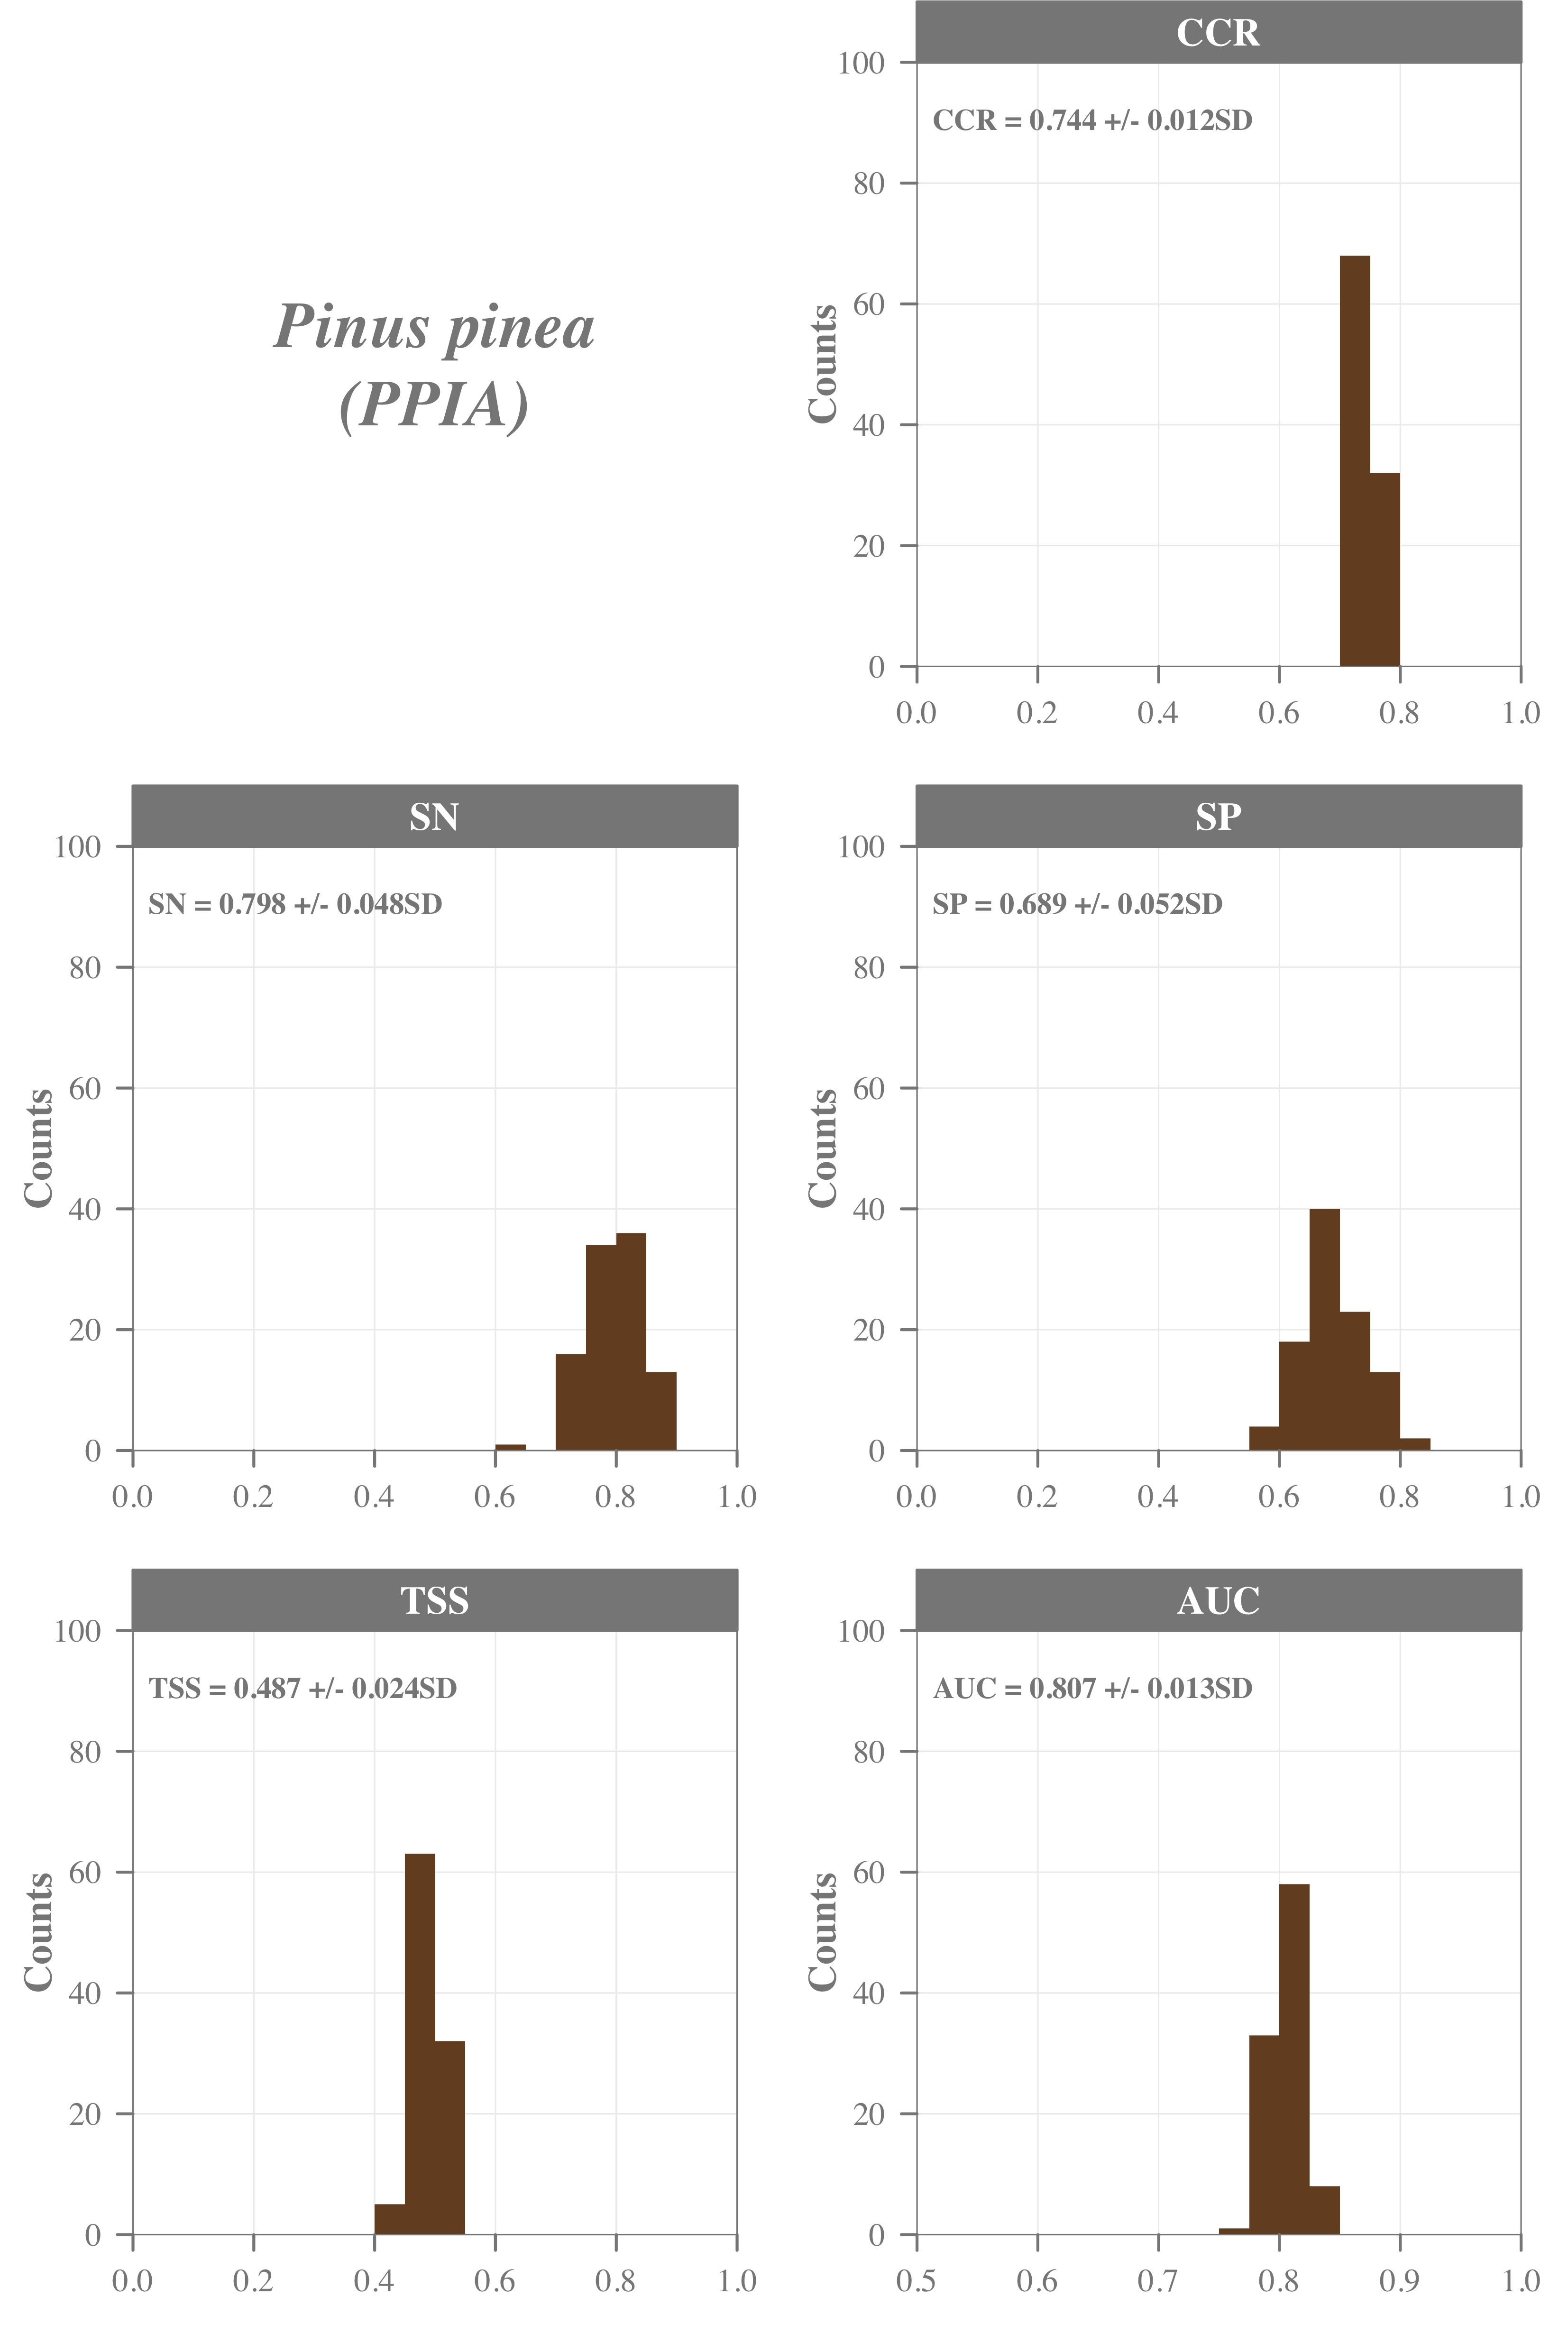 Pinus pinea
(PPIA)
CCR
CCR = 0.744 +/- 0.012SD
Counts
100
80
60
40
20
0
0.0 0.2 0.4 0.6 0.8 1.0
SN
SN = 0.798 +/- 0.048SD
Counts
100
80
60
40
20
0
0.0 0.2 0.4 0.6 0.8 1.0
SP
SP = 0.689 +/- 0.052SD
Counts
100
80
60
40
20
0
0.0 0.2 0.4 0.6 0.8 1.0
TSS
TSS = 0.487 +/- 0.024SD
Counts
100
80
60
40
20
0
0.0 0.2 0.4 0.6 0.8 1.0
AUC
AUC = 0.807 +/- 0.013SD
Counts
100
80
60
40
20
0
0.5 0.6 0.7 0.8 0.9 1.0